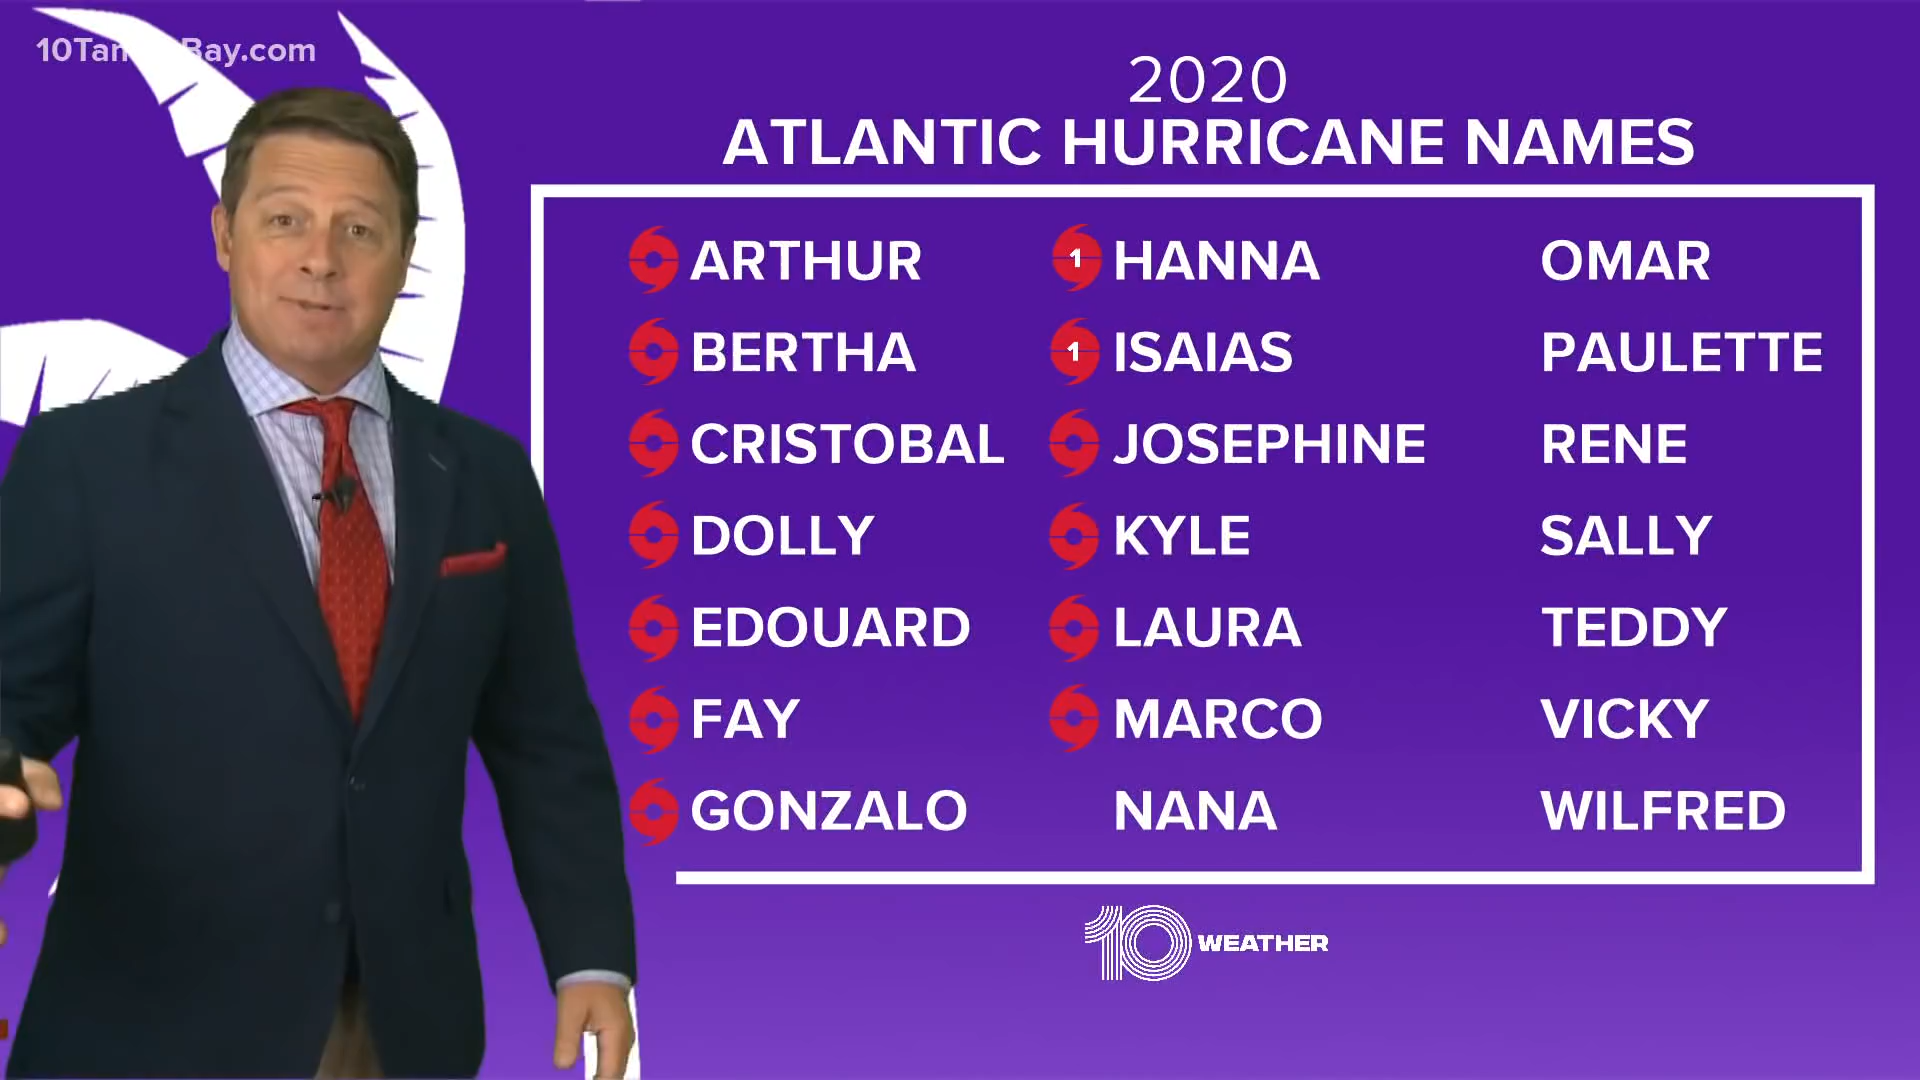 10Tam Bay.com
2020
ATLANTIC HURRICANE NAMES
ARTHUR
BERTHA
CRISTOBAL
DOLLY
EDOUARD
FAY
GONZALO
1 HANNA
1 ISAIAS
JOSEPHINE
KYLE
LAURA
MARCO
NANA
OMAR
PAULETTE
RENE
SALLY
TEDDY
VICKY
WILFRED
10 WEATHER